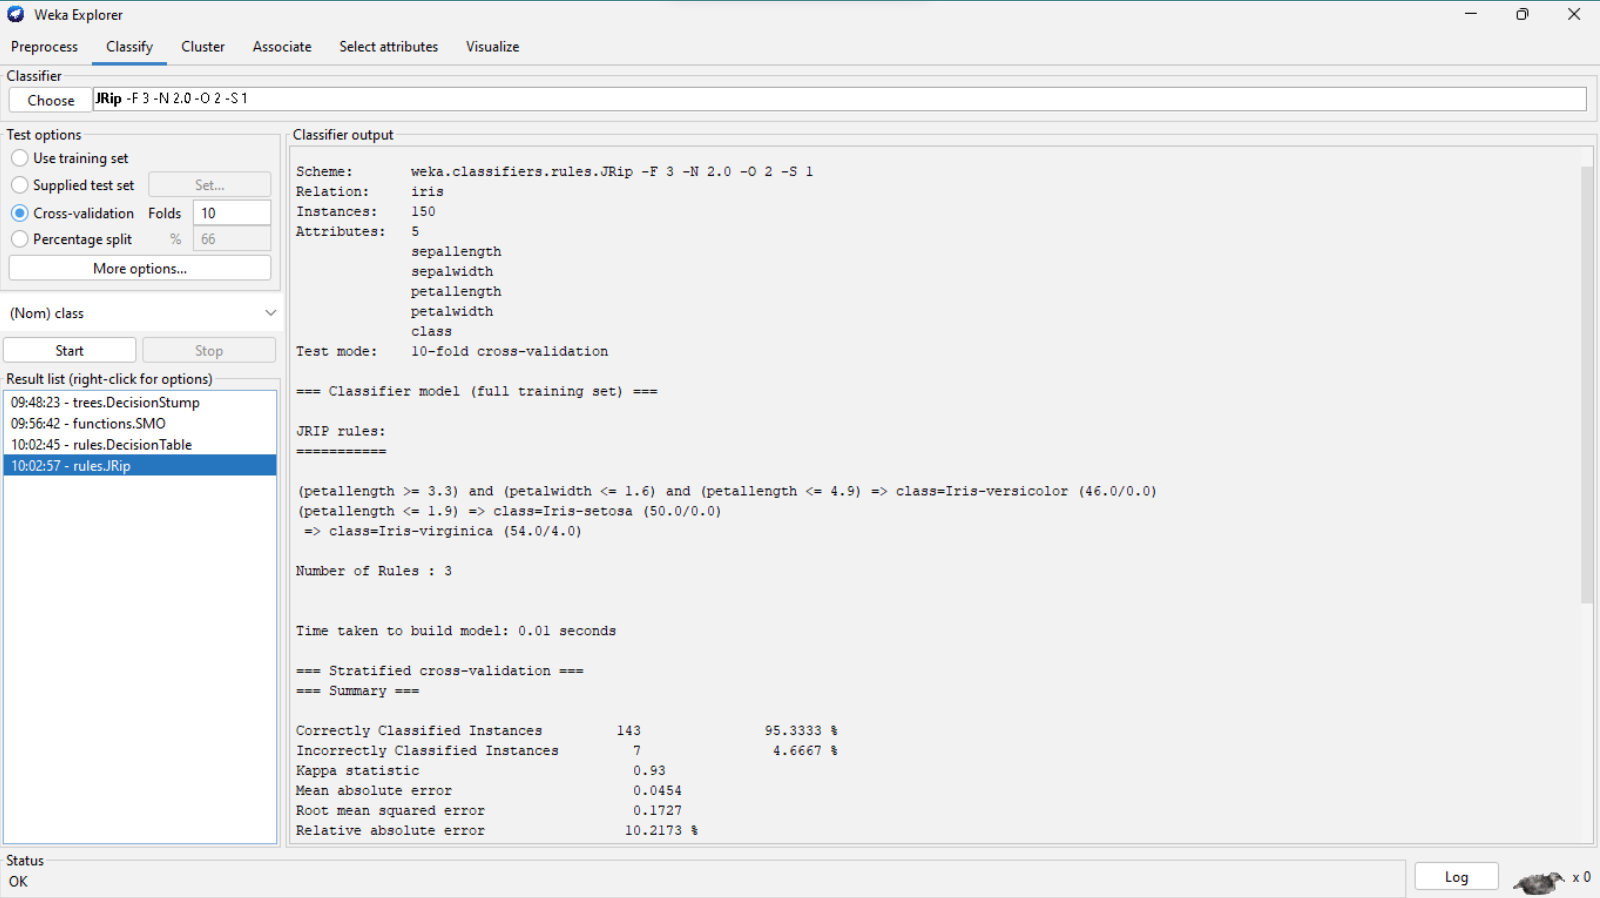 Weka Explorer
Preprocess Classify Cluster Associate Select attributes Visualize
Classifier
Choose JRip -F 3 -N 2.0 -O 2 -S 1
Test options
Use training set
Supplied test set Set...
Cross-validation Folds 10
Percentage split % 66
More options...
(Nom) class
Start Stop
Result list (right-click for options)
09:48:23 - trees.DecisionStump
09:56:42 - functions.SMO
10:02:45 - rules.DecisionTable
10:02:57 - rules.JRip
Classifier output
Scheme: weka.classifiers.rules.JRip -F 3 -N 2.0 -O 2 -S 1
Relation: iris
Instances: 150
Attributes: 5
sepallength
sepalwidth
petallength
petalwidth
class
Test mode: 10-fold cross-validation
=== Classifier model (full training set) ===
JRIP rules:
===========
(petallength >= 3.3) and (petalwidth <= 1.6) and (petallength <= 4.9) => class=Iris-versicolor (46.0/0.0)
(petallength <= 1.9) => class=Iris-setosa (50.0/0.0)
=> class=Iris-virginica (54.0/4.0)
Number of Rules : 3
Time taken to build model: 0.01 seconds
=== Stratified cross-validation ===
=== Summary ===
Correctly Classified Instances 143 95.3333 %
Incorrectly Classified Instances 7 4.6667 %
Kappa statistic 0.93
Mean absolute error 0.0454
Root mean squared error 0.1727
Relative absolute error 10.2173 %
Status
OK
Log
x 0